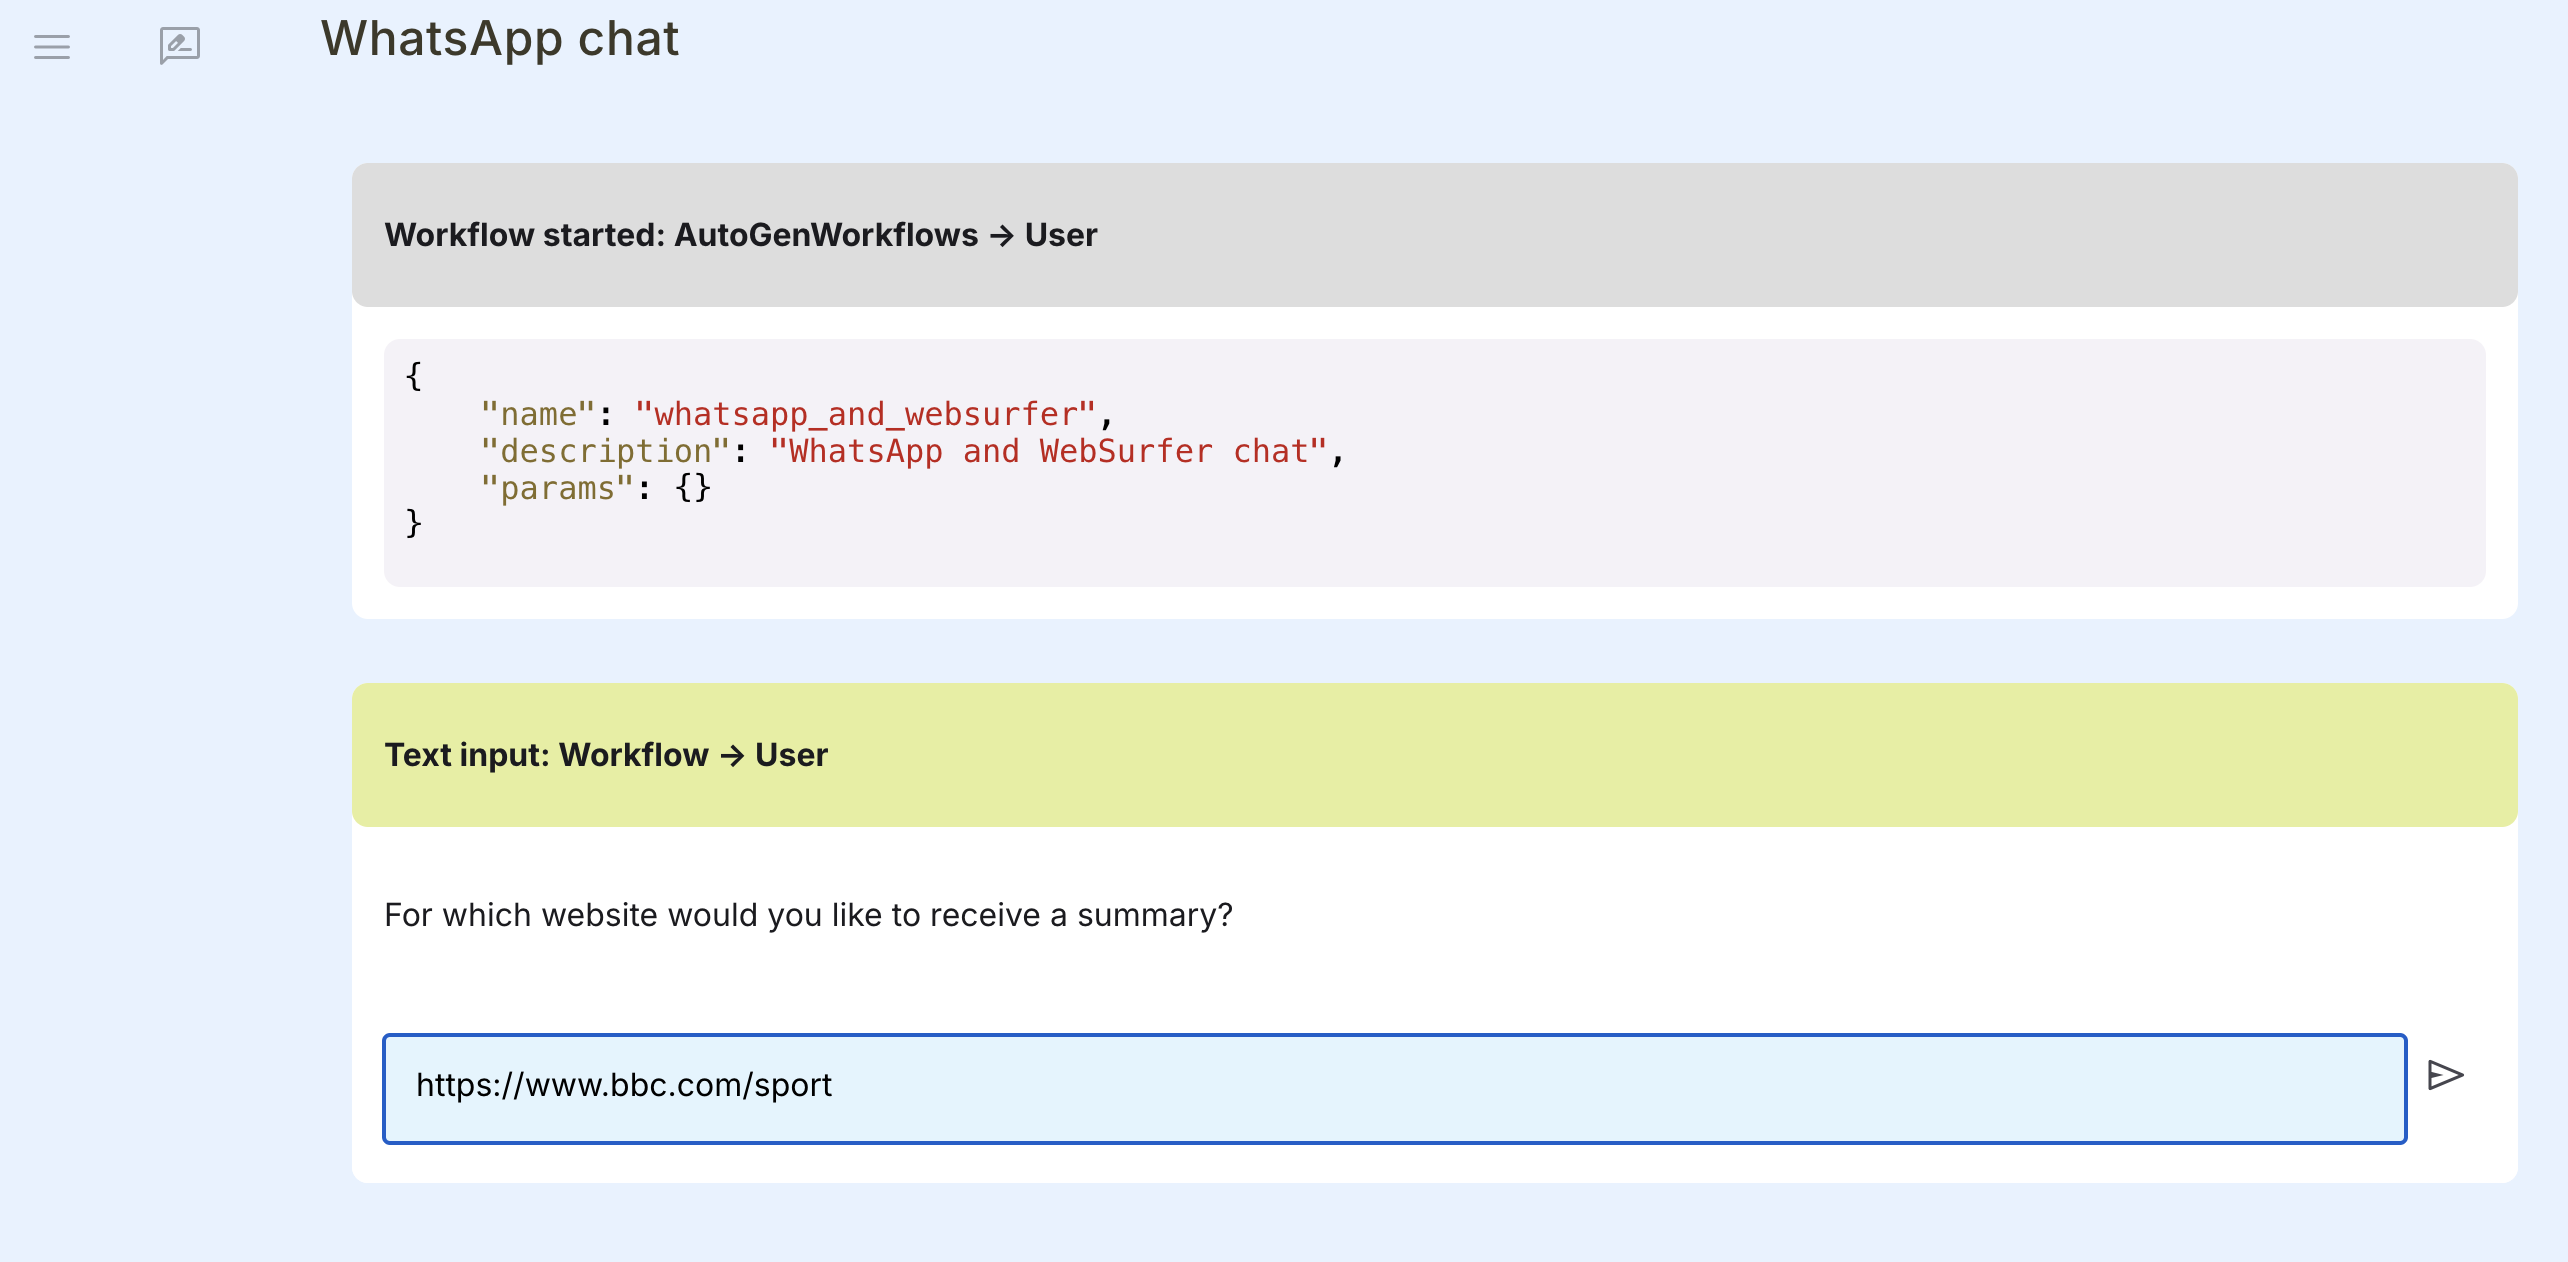 WhatsApp chat
Workflow started: AutoGenWorkflows → User
{
    "name": "whatsapp_and_websurfer",
    "description": "WhatsApp and WebSurfer chat",
    "params": {}
}
Text input: Workflow → User
For which website would you like to receive a summary?
https://www.bbc.com/sport